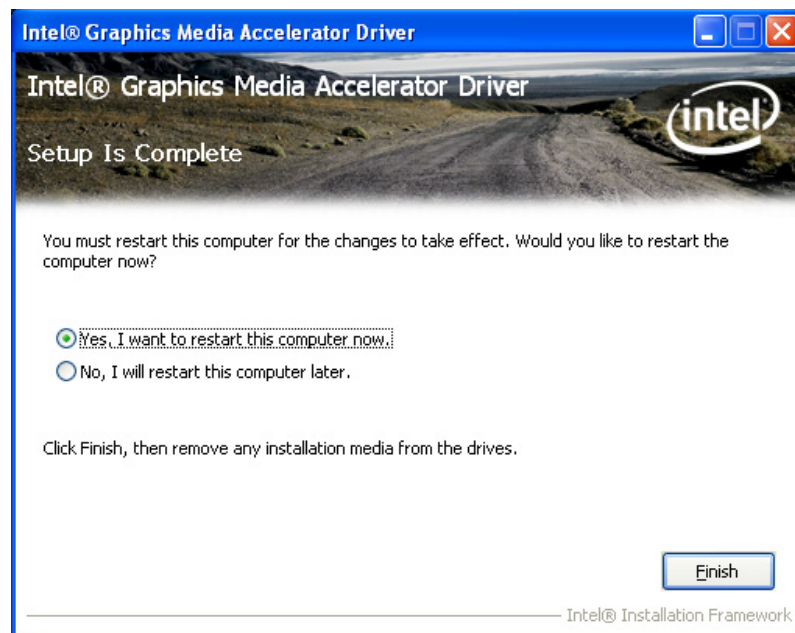 Intel® Graphics Media Accelerator Driver
Intel® Graphics Media Accelerator Driver
intel
Setup Is Complete
You must restart this computer for the changes to take effect. Would you like to restart the
computer now?
Yes, I want to restart this computer now.
No, I will restart this computer later.
Click Finish, then remove any installation media from the drives.
Finish
Intel® Installation Framework